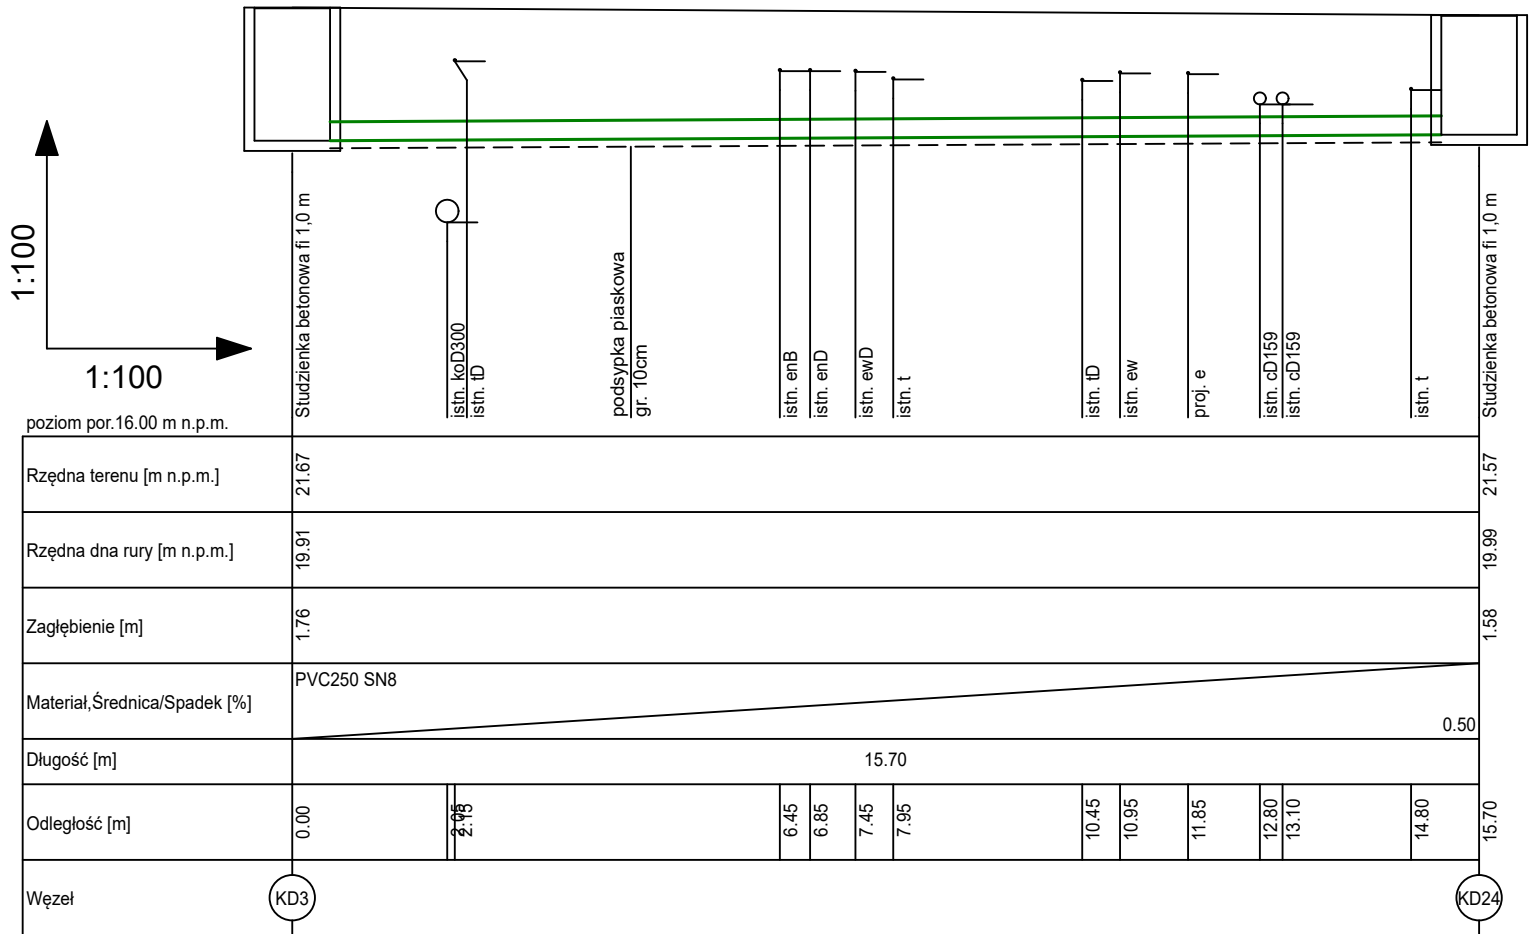 1:100
1:100
Studzienka betonowa fi 1,0 m
istn. koD300
istn. tD
podsypka piaskowa
gr. 10cm
istn. enB
istn. enD
istn. ewD
istn. t
istn. tD
istn. ew
proj. e
istn. cD159
istn. cD159
istn. t
Studzienka betonowa fi 1,0 m
poziom por.16.00 m n.p.m.
Rzędna terenu [m n.p.m.]
21.67
21.57
Rzędna dna rury [m n.p.m.]
19.91
19.99
Zagłębienie [m]
1.76
1.58
Materiał,Średnica/Spadek [%]
PVC250 SN8
0.50
Długość [m]
15.70
Odległość [m]
0.00
2.05
2.15
6.45
6.85
7.45
7.95
10.45
10.95
11.85
12.80
13.10
14.80
15.70
Węzeł
KD3
KD24